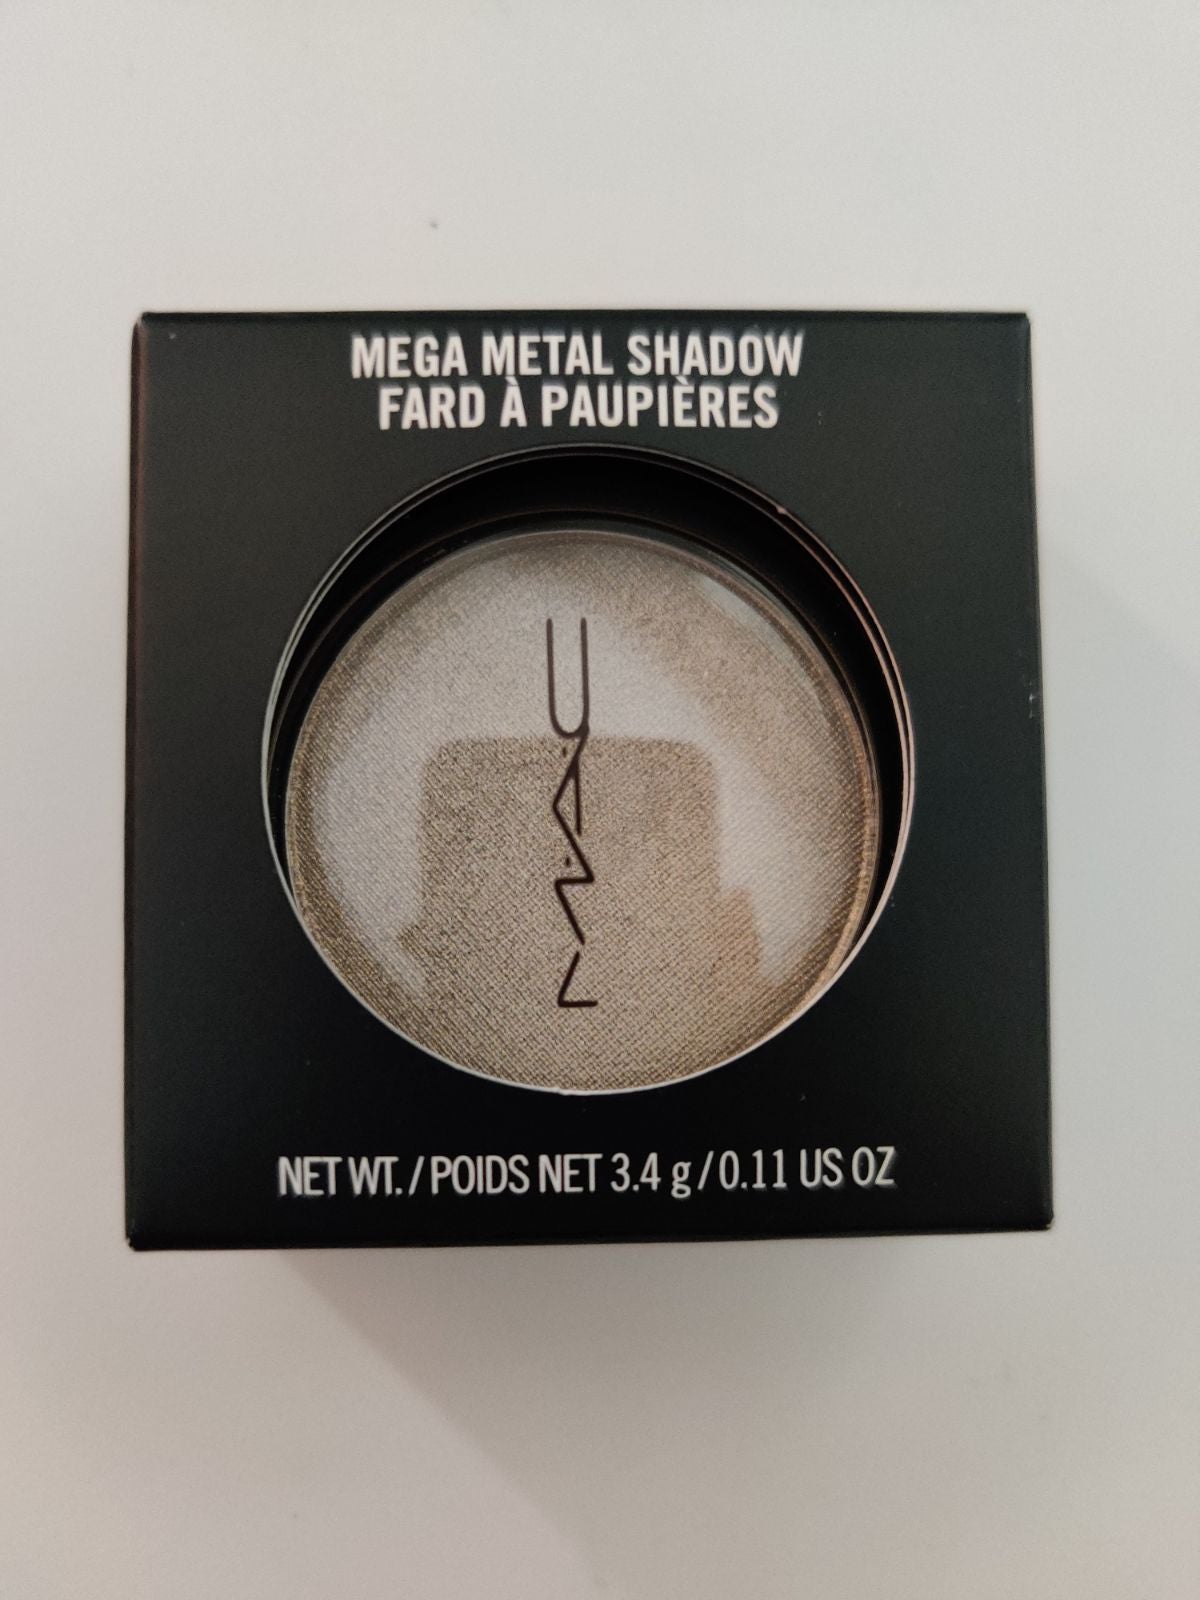 MEGA METAL SHADOW
FARD À PAUPIÈRES
MAC
NET WT. / POIDS NET 3.4 g / 0.11 US OZ